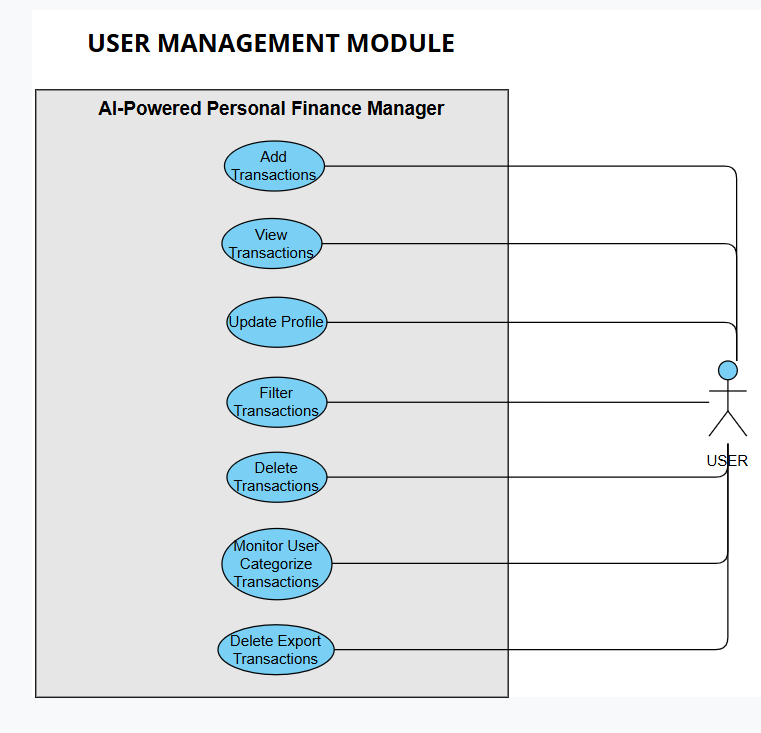 USER MANAGEMENT MODULE
AI-Powered Personal Finance Manager
Add
Transactions
View
Transactions
Update Profile
Filter
Transactions
USER
Delete
Transactions
Monitor User
Categorize
Transactions
Delete Export
Transactions